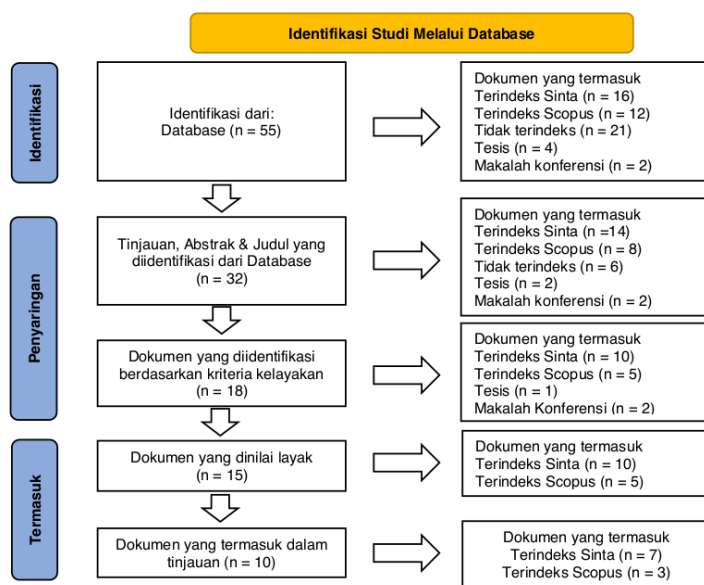 Identifikasi Studi Melalui Database
Identifikasi
Identifikasi dari:
Database (n = 55)
Dokumen yang termasuk
Terindeks Sinta (n = 16)
Terindeks Scopus (n = 12)
Tidak terindeks (n = 21)
Tesis (n = 4)
Makalah konferensi (n = 2)
Penyaringan
Tinjauan, Abstrak & Judul yang
diidentifikasi dari Database
(n = 32)
Dokumen yang termasuk
Terindeks Sinta (n =14)
Terindeks Scopus (n = 8)
Tidak terindeks (n = 6)
Tesis (n = 2)
Makalah konferensi (n = 2)
Dokumen yang diidentifikasi
berdasarkan kriteria kelayakan
(n = 18)
Dokumen yang termasuk
Terindeks Sinta (n = 10)
Terindeks Scopus (n = 5)
Tesis (n = 1)
Makalah Konferensi (n = 2)
Termasuk
Dokumen yang dinilai layak
(n = 15)
Dokumen yang termasuk
Terindeks Sinta (n = 10)
Terindeks Scopus (n = 5)
Dokumen yang termasuk dalam
tinjauan (n = 10)
Dokumen yang termasuk
Terindeks Sinta (n = 7)
Terindeks Scopus (n = 3)